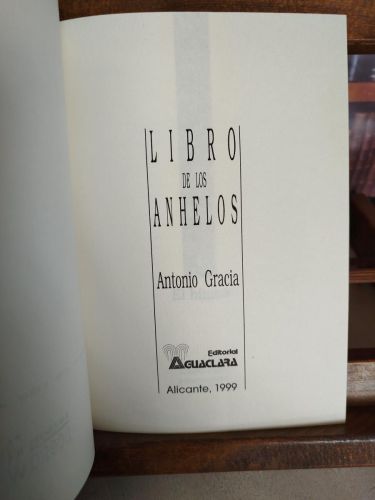 LIBRO
DE LOS
ANHELOS
Antonio Gracia
Editorial
AGUACLARA
Alicante, 1999